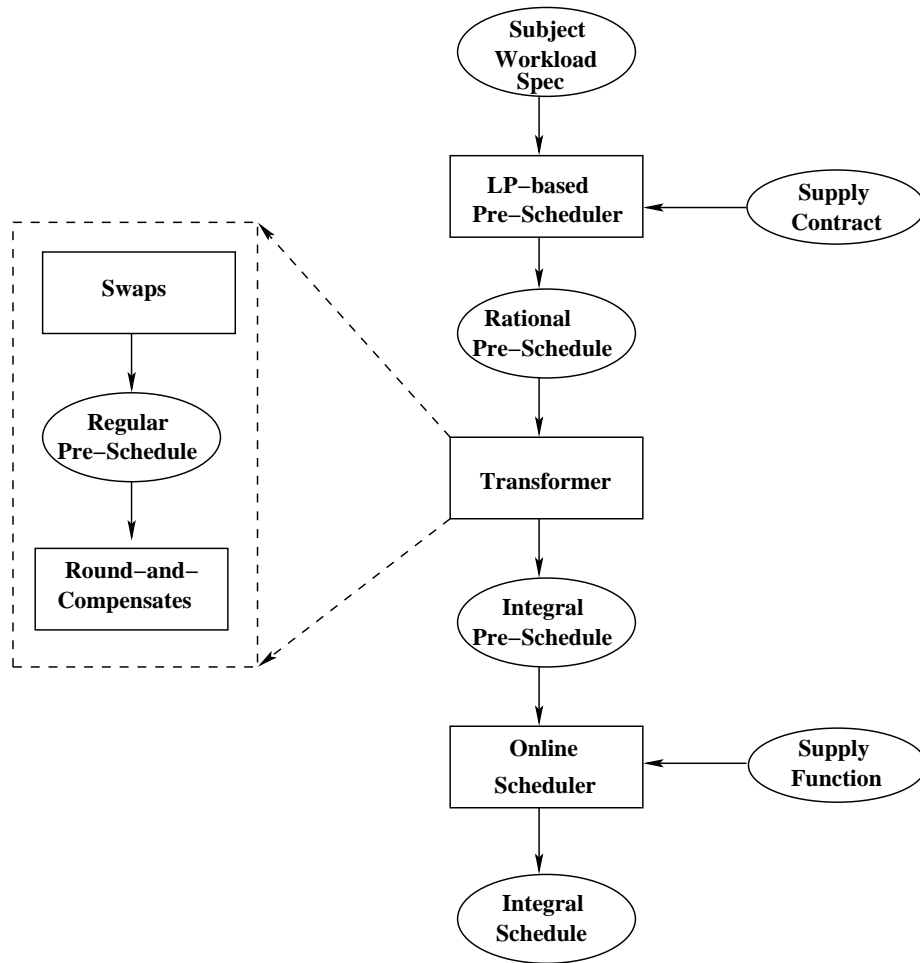 Subject
Workload
Spec
LP−based
Pre−Scheduler
Supply
Contract
Rational
Pre−Schedule
Swaps
Regular
Pre−Schedule
Round−and−
Compensates
Transformer
Integral
Pre−Schedule
Online
Scheduler
Supply
Function
Integral
Schedule